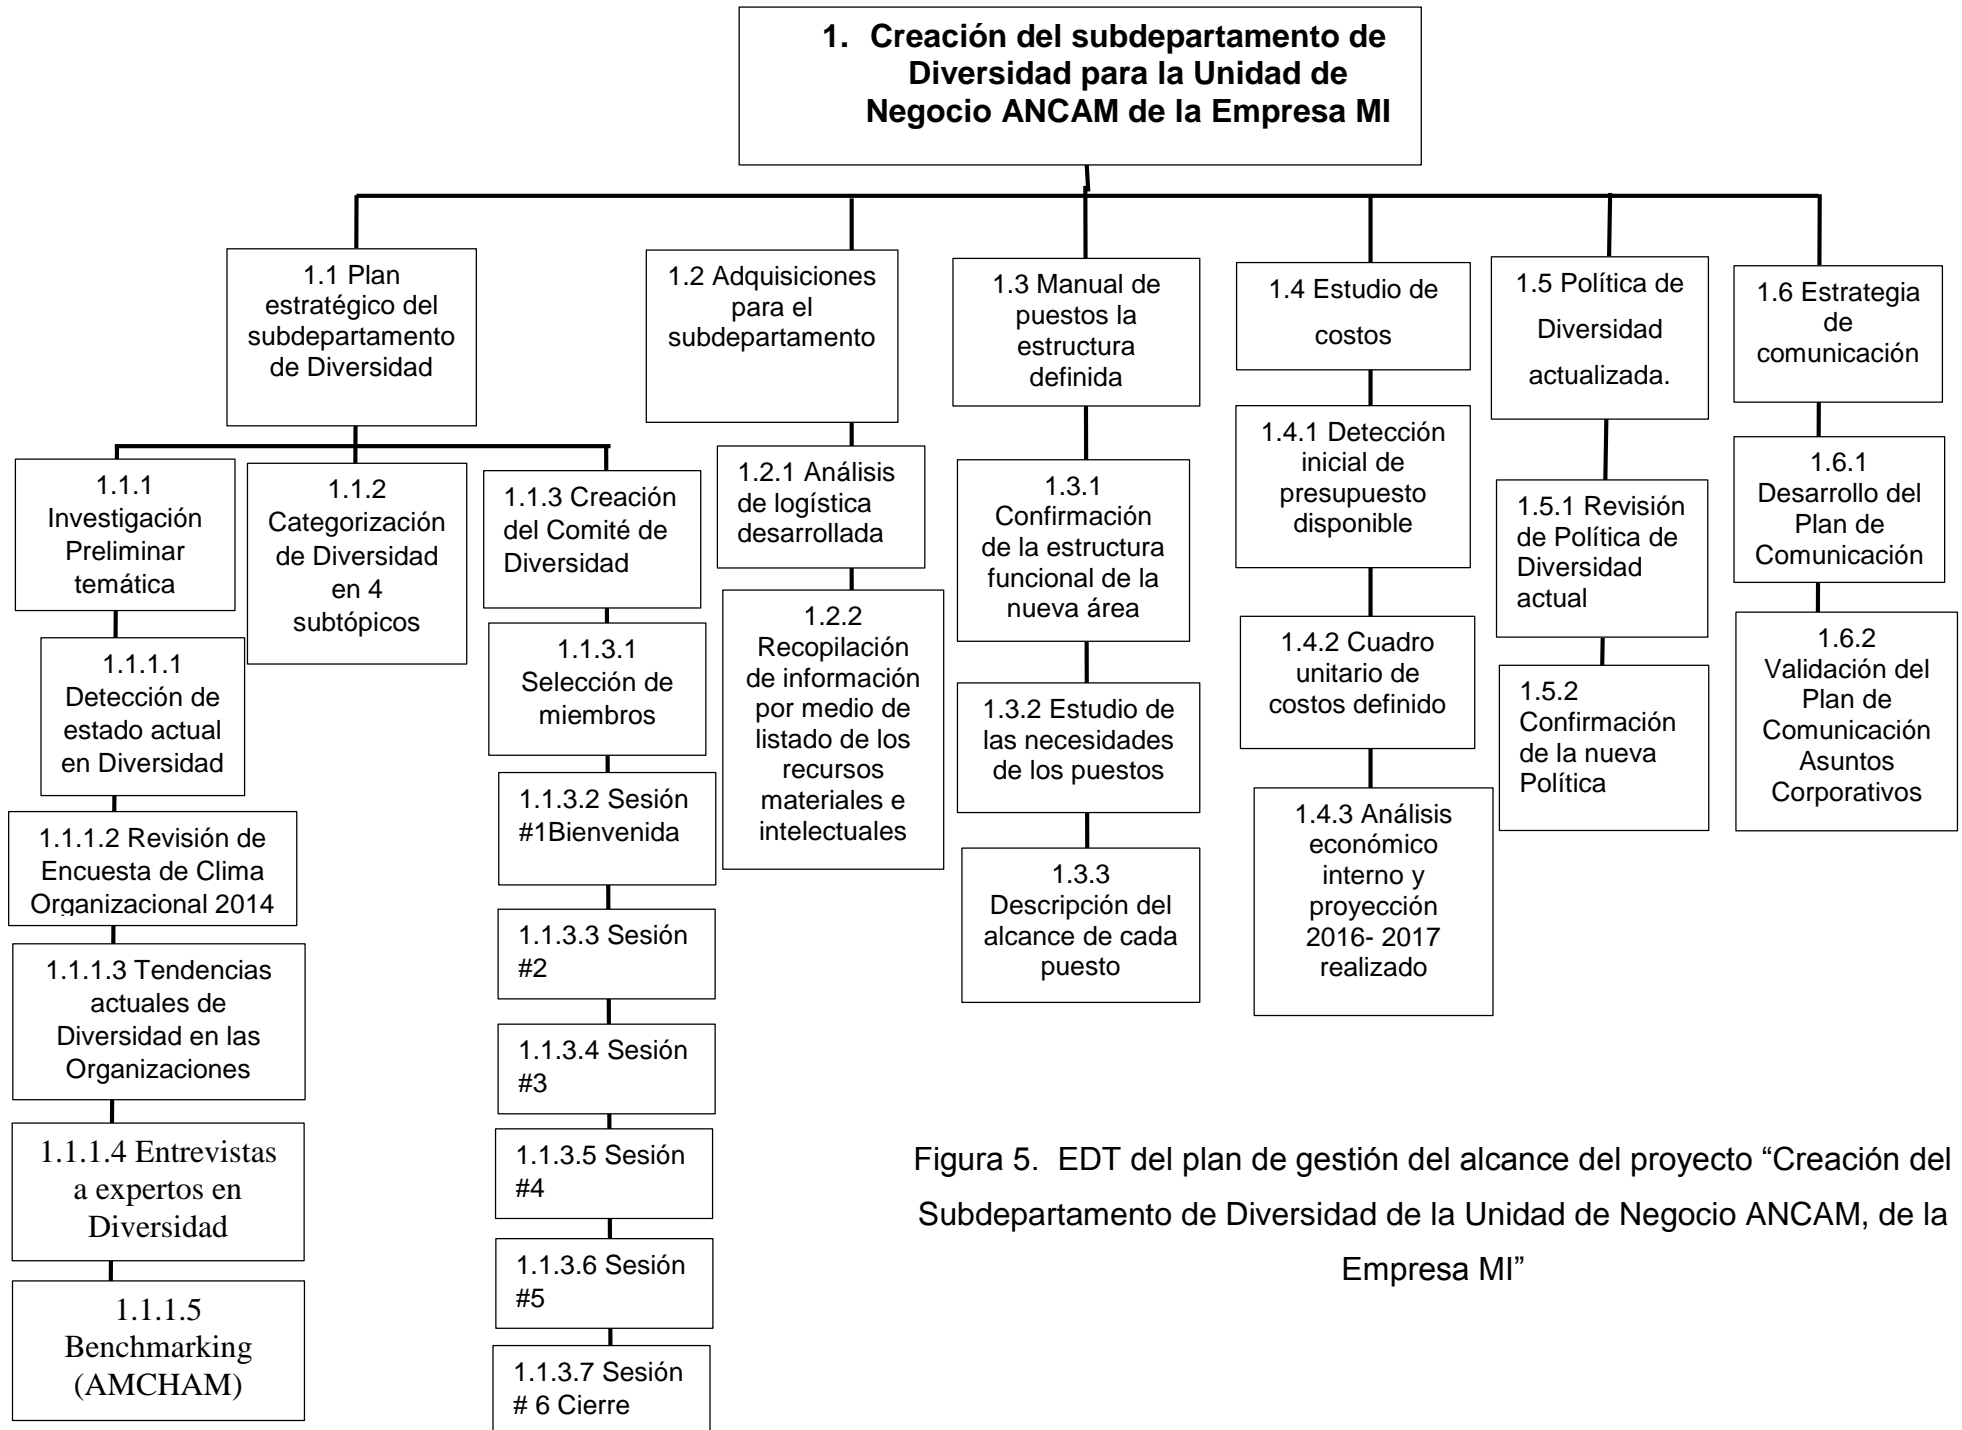 1. Creación del subdepartamento de
Diversidad para la Unidad de
Negocio ANCAM de la Empresa MI
1.1 Plan
estratégico del
subdepartamento
de Diversidad
1.1.1
Investigación
Preliminar
temática
1.1.1.1
Detección de
estado actual
en Diversidad
1.1.1.2 Revisión de
Encuesta de Clima
Organizacional 2014
1.1.1.3 Tendencias
actuales de
Diversidad en las
Organizaciones
1.1.1.4 Entrevistas
a expertos en
Diversidad
1.1.1.5
Benchmarking
(AMCHAM)
1.1.2
Categorización
de Diversidad
en 4
subtópicos
1.1.3 Creación
del Comité de
Diversidad
1.1.3.1
Selección de
miembros
1.1.3.2 Sesión
#1Bienvenida
1.1.3.3 Sesión
#2
1.1.3.4 Sesión
#3
1.1.3.5 Sesión
#4
1.1.3.6 Sesión
#5
1.1.3.7 Sesión
# 6 Cierre
1.2 Adquisiciones
para el
subdepartamento
1.2.1 Análisis
de logística
desarrollada
1.2.2
Recopilación
de información
por medio de
listado de los
recursos
materiales e
intelectuales
1.3 Manual de
puestos la
estructura
definida
1.3.1
Confirmación
de la estructura
funcional de la
nueva área
1.3.2 Estudio de
las necesidades
de los puestos
1.3.3
Descripción del
alcance de cada
puesto
1.4 Estudio de
costos
1.4.1 Detección
inicial de
presupuesto
disponible
1.4.2 Cuadro
unitario de
costos definido
1.4.3 Análisis
económico
interno y
proyección
2016- 2017
realizado
1.5 Política de
Diversidad
actualizada.
1.5.1 Revisión
de Política de
Diversidad
actual
1.5.2
Confirmación
de la nueva
Política
1.6 Estrategia
de
comunicación
1.6.1
Desarrollo del
Plan de
Comunicación
1.6.2
Validación del
Plan de
Comunicación
Asuntos
Corporativos
Figura 5. EDT del plan de gestión del alcance del proyecto “Creación del
Subdepartamento de Diversidad de la Unidad de Negocio ANCAM, de la
Empresa MI”